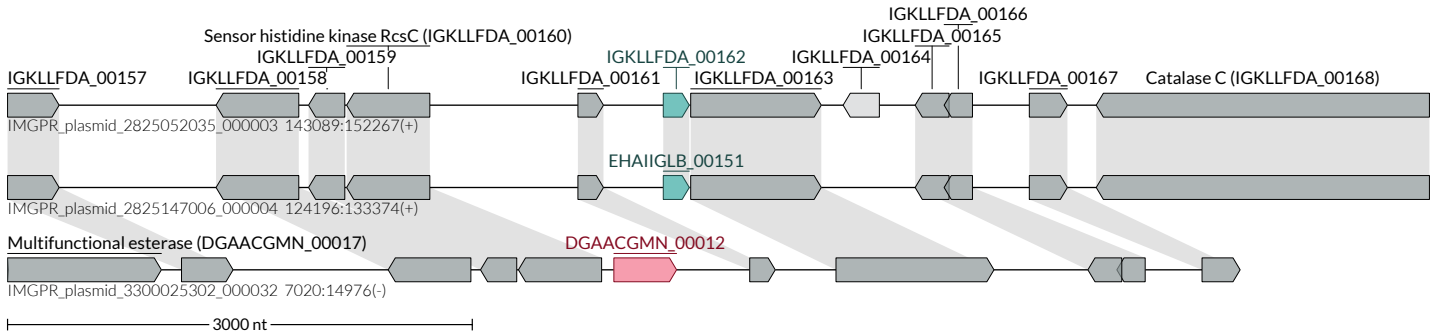 IGKLLFDA_00166
Sensor histidine kinase RcsC (IGKLLFDA_00160) IGKLLFDA_00165
IGKLLFDA_00159 IGKLLFDA_00162 IGKLLFDA_00164
IGKLLFDA_00157 IGKLLFDA_00158 IGKLLFDA_00161 IGKLLFDA_00163 IGKLLFDA_00167 Catalase C (IGKLLFDA_00168)
IMGPR_plasmid_2825052035_000003 143089:152267(+)
EHAIIGLB_00151
IMGPR_plasmid_2825147006_000004 124196:133374(+)
Multifunctional esterase (DGAACGMN_00017) DGAACGMN_00012
IMGPR_plasmid_3300025302_000032 7020:14976(-)
3000 nt